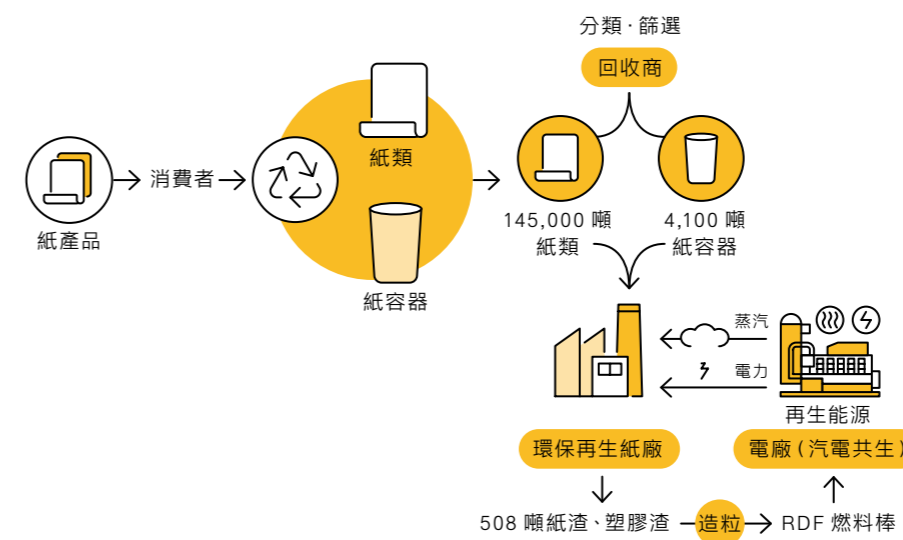 分類·篩選
回收商
紙類
紙產品
消費者
紙容器
145,000 噸
紙類
4,100 噸
紙容器
蒸汽
電力
再生能源
環保再生紙廠
電廠(汽電共生)
508 噸紙渣、塑膠渣
造粒
RDF 燃料棒